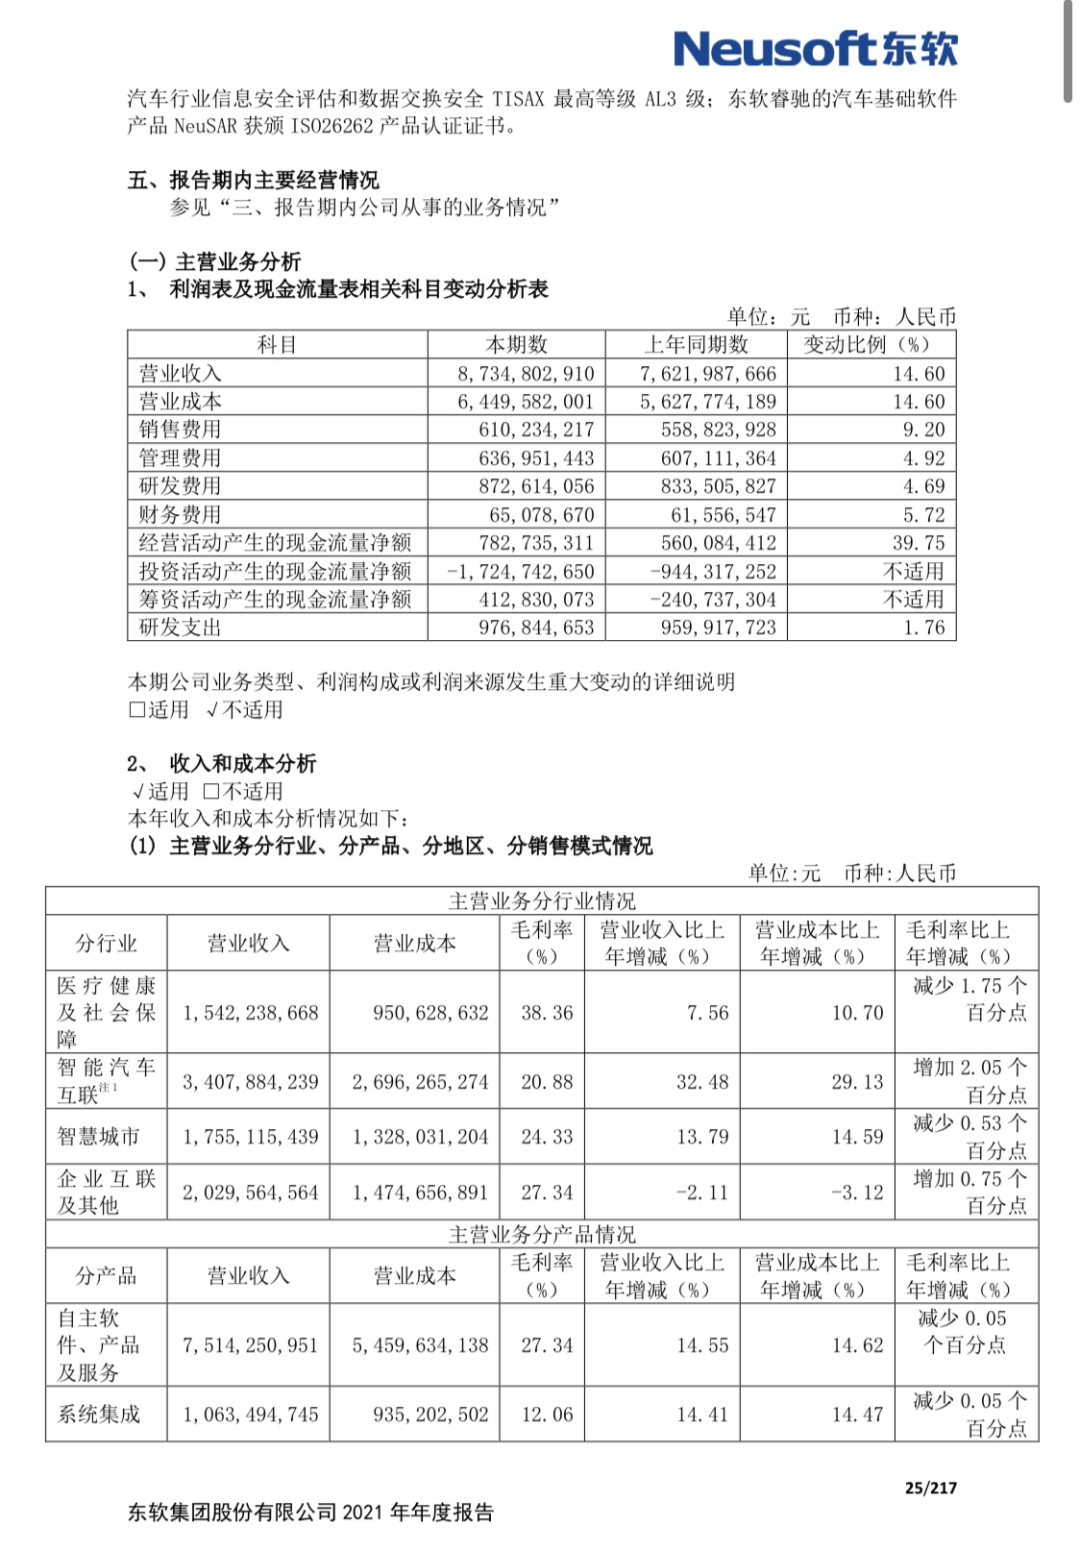 Neusoft东软
汽车行业信息安全评估和数据交换安全 TISAX 最高等级 AL3 级；东软睿驰的汽车基础软件
产品 NeuSAR 获颁 ISO26262 产品认证证书。
五、报告期内主要经营情况
参见“三、报告期内公司从事的业务情况”
(一) 主营业务分析
1、 利润表及现金流量表相关科目变动分析表
单位：元 币种：人民币
科目 本期数 上年同期数 变动比例（%）
营业收入 8,734,802,910 7,621,987,666 14.60
营业成本 6,449,582,001 5,627,774,189 14.60
销售费用 610,234,217 558,823,928 9.20
管理费用 636,951,443 607,111,364 4.92
研发费用 872,614,056 833,505,827 4.69
财务费用 65,078,670 61,556,547 5.72
经营活动产生的现金流量净额 782,735,311 560,084,412 39.75
投资活动产生的现金流量净额 -1,724,742,650 -944,317,252 不适用
筹资活动产生的现金流量净额 412,830,073 -240,737,304 不适用
研发支出 976,844,653 959,917,723 1.76
本期公司业务类型、利润构成或利润来源发生重大变动的详细说明
□适用 √不适用
2、 收入和成本分析
√适用 □不适用
本年收入和成本分析情况如下：
(1) 主营业务分行业、分产品、分地区、分销售模式情况
单位:元 币种:人民币
主营业务分行业情况
分行业 营业收入 营业成本 毛利率（%） 营业收入比上年增减（%） 营业成本比上年增减（%） 毛利率比上年增减（%）
医疗健康及社会保障 1,542,238,668 950,628,632 38.36 7.56 10.70 减少 1.75 个百分点
智能汽车互联注1 3,407,884,239 2,696,265,274 20.88 32.48 29.13 增加 2.05 个百分点
智慧城市 1,755,115,439 1,328,031,204 24.33 13.79 14.59 减少 0.53 个百分点
企业互联及其他 2,029,564,564 1,474,656,891 27.34 -2.11 -3.12 增加 0.75 个百分点
主营业务分产品情况
分产品 营业收入 营业成本 毛利率（%） 营业收入比上年增减（%） 营业成本比上年增减（%） 毛利率比上年增减（%）
自主软件、产品及服务 7,514,250,951 5,459,634,138 27.34 14.55 14.62 减少 0.05 个百分点
系统集成 1,063,494,745 935,202,502 12.06 14.41 14.47 减少 0.05 个百分点
25/217
东软集团股份有限公司 2021 年年度报告